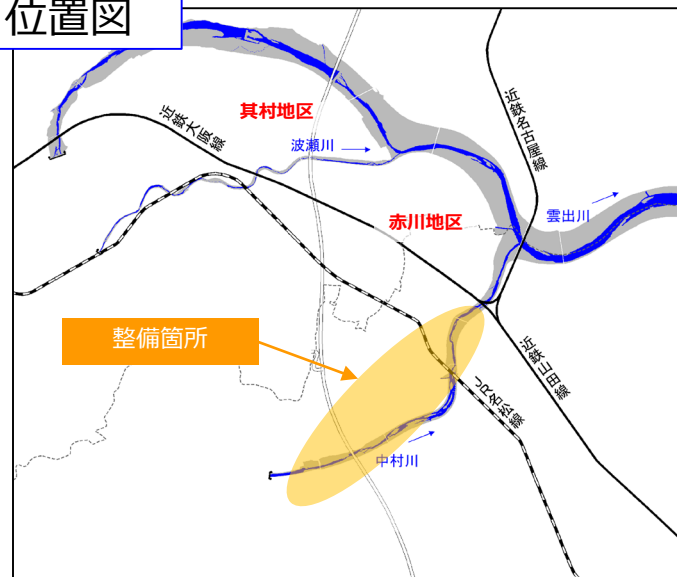 位置図
其村地区
近鉄大阪線
近鉄名古屋線
波瀬川
赤川地区
雲出川
整備箇所
近鉄山田線
JR名松線
中村川